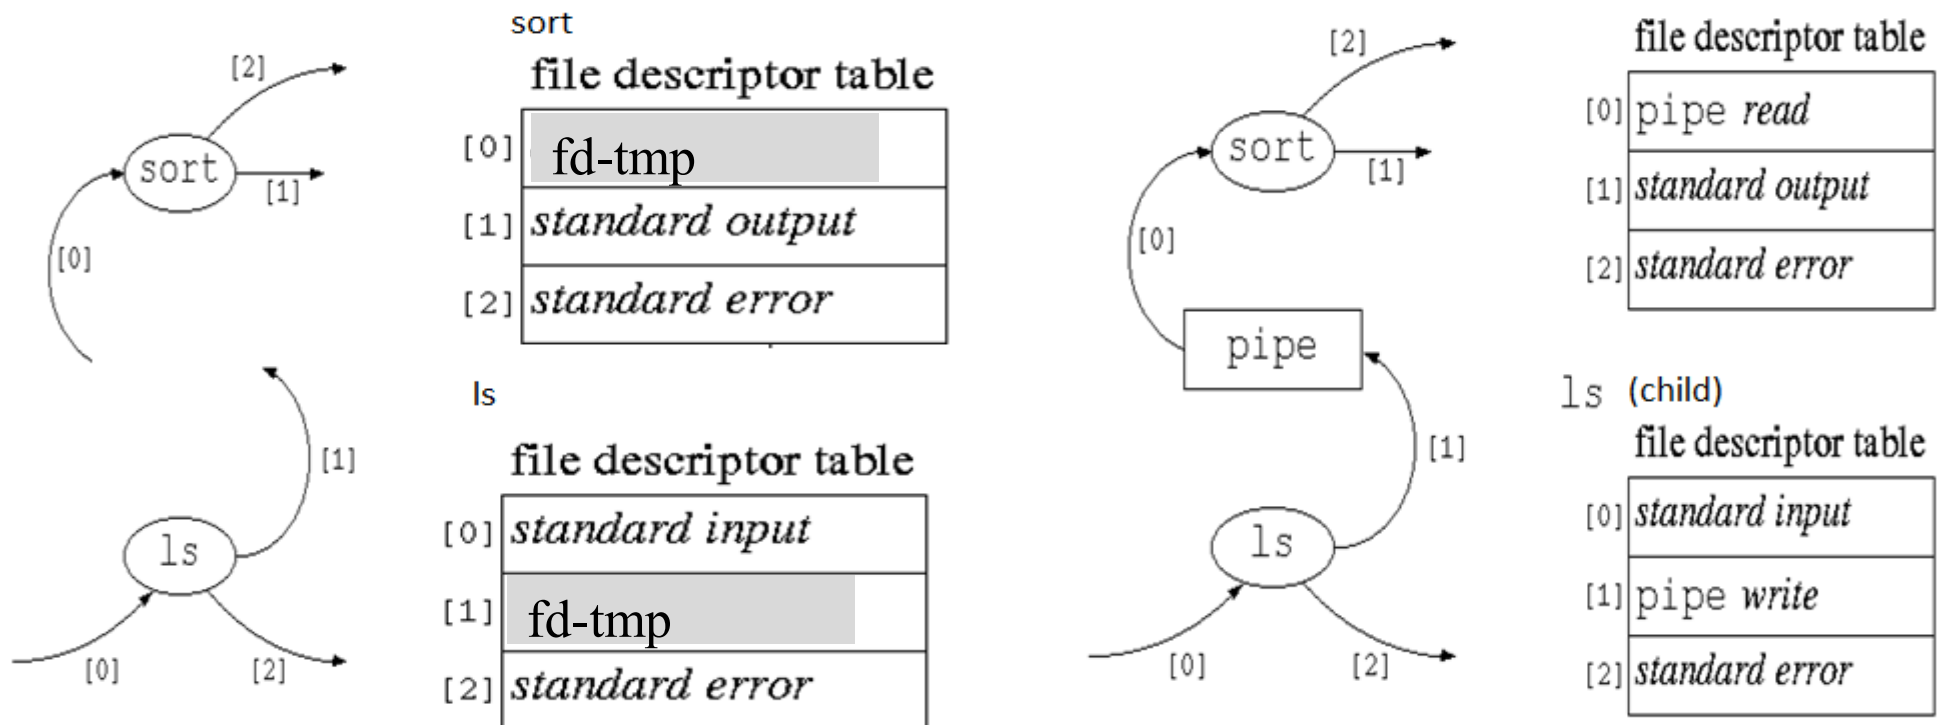 sort
file descriptor table
[0] fd-tmp
[1] standard output
[2] standard error
[2]
sort
[1]
[0]
ls
file descriptor table
[0] standard input
[1] fd-tmp
[2] standard error
[1]
ls
[0]
[2]
file descriptor table
[0] pipe read
[1] standard output
[2] standard error
[2]
sort
[1]
[0]
pipe
ls (child)
file descriptor table
[0] standard input
[1] pipe write
[2] standard error
[1]
ls
[0]
[2]